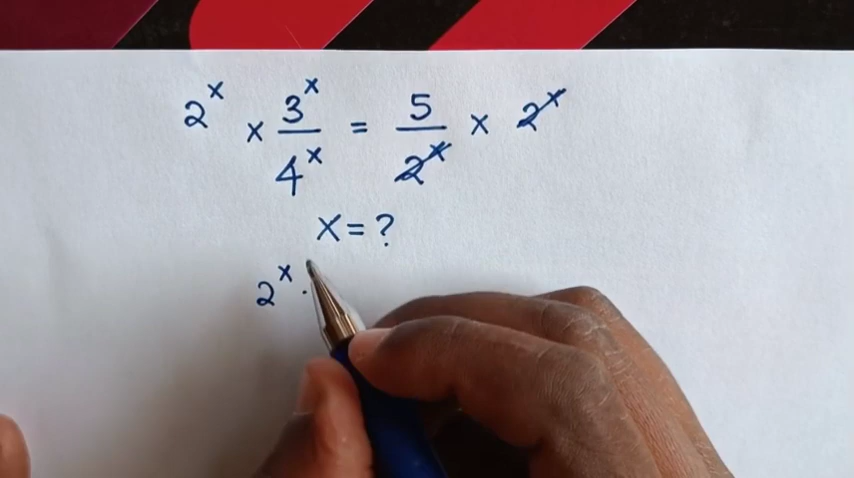 2^x × 3^x / 4^x = 5 / 2^x × 2^x
x = ?
2^x ·